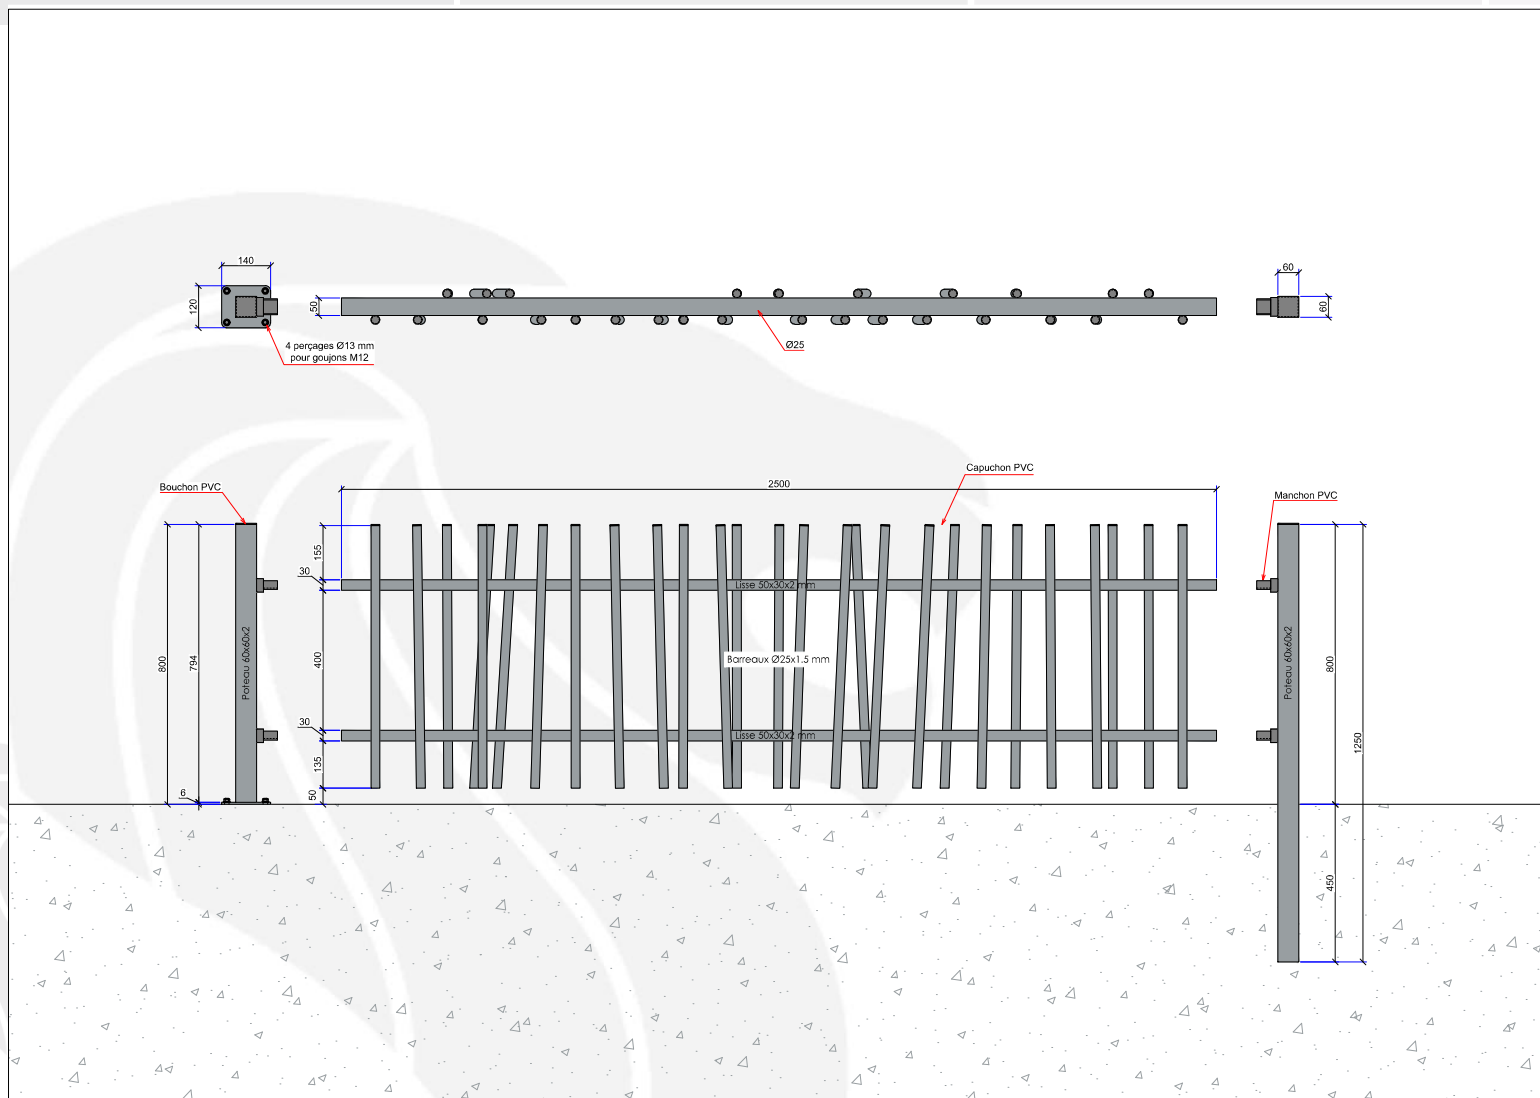 140
120
4 perçages Ø13 mm
pour goujons M12
50
Ø25
60
60
Bouchon PVC
2500
Capuchon PVC
Manchon PVC
155
30
Lisse 50x30x2 mm
400
Barreaux Ø25x1.5 mm
30
Lisse 50x30x2 mm
135
50
800
794
6
Poteau 60x60x2
Poteau 60x60x2
800
1250
450